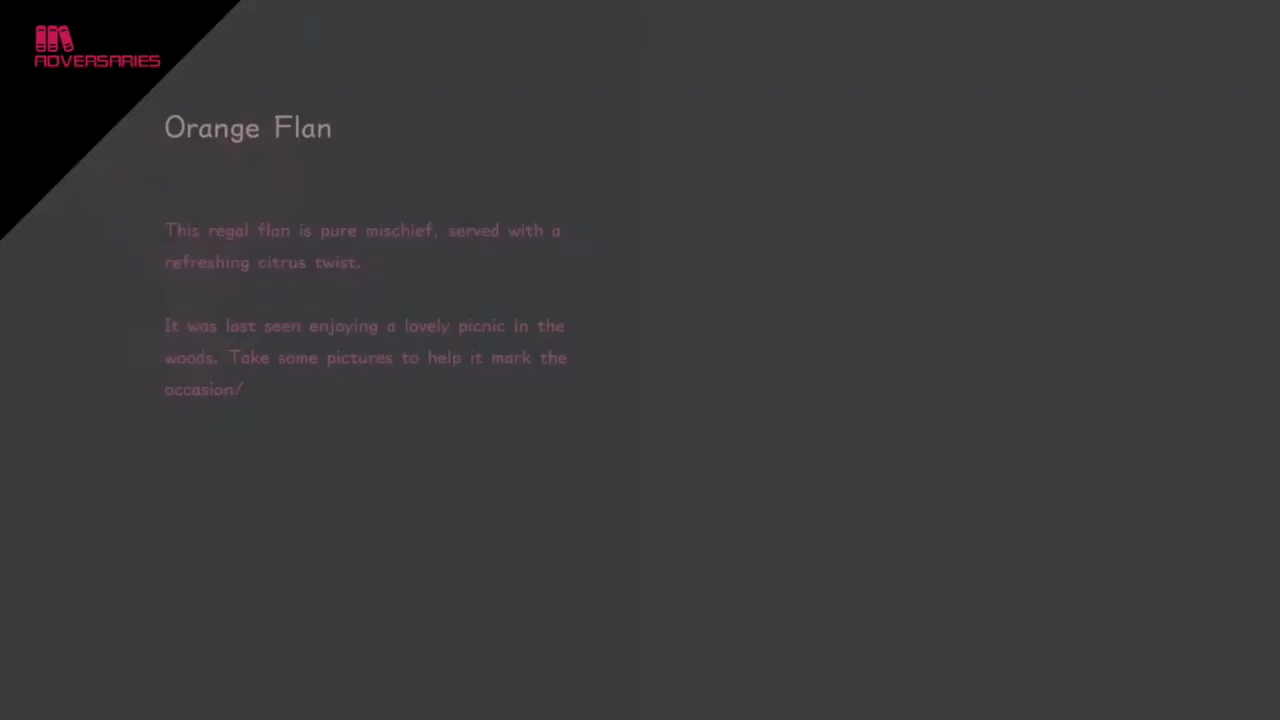 ADVERSARIES
Orange Flan
This regal flan is pure mischief, served with a
refreshing citrus twist.
It was last seen enjoying a lovely picnic in the
woods. Take some pictures to help it mark the
occasion!